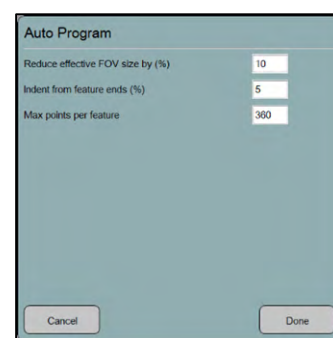 Auto Program
Reduce effective FOV size by (%) 10
Indent from feature ends (%) 5
Max points per feature 360
Cancel Done